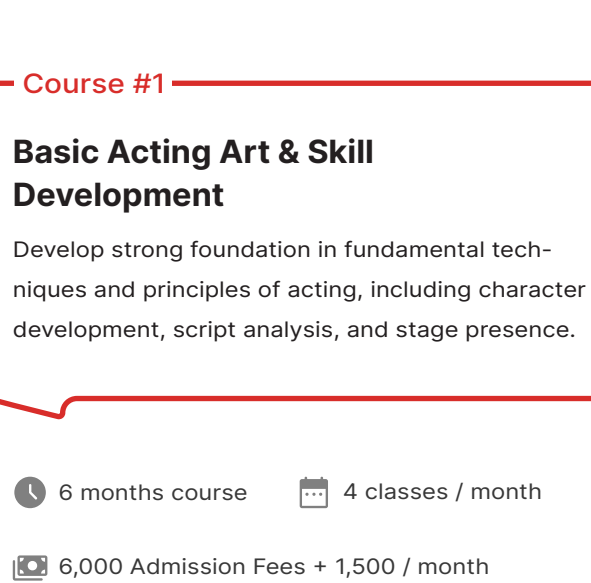 Course #1
Basic Acting Art & Skill
Development
Develop strong foundation in fundamental tech-
niques and principles of acting, including character
development, script analysis, and stage presence.
6 months course
4 classes / month
6,000 Admission Fees + 1,500 / month